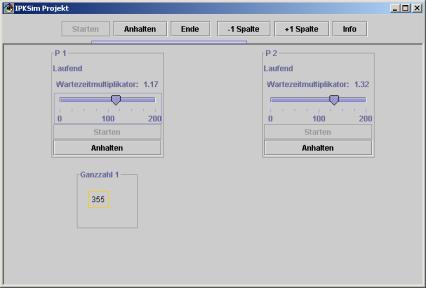 IPKSim Projekt
Starten Anhalten Ende -1 Spalte +1 Spalte Info
P 1
Laufend
Wartezeitmultiplikator: 1.17
0 100 200
Starten
Anhalten
P 2
Laufend
Wartezeitmultiplikator: 1.32
0 100 200
Starten
Anhalten
Ganzzahl 1
355